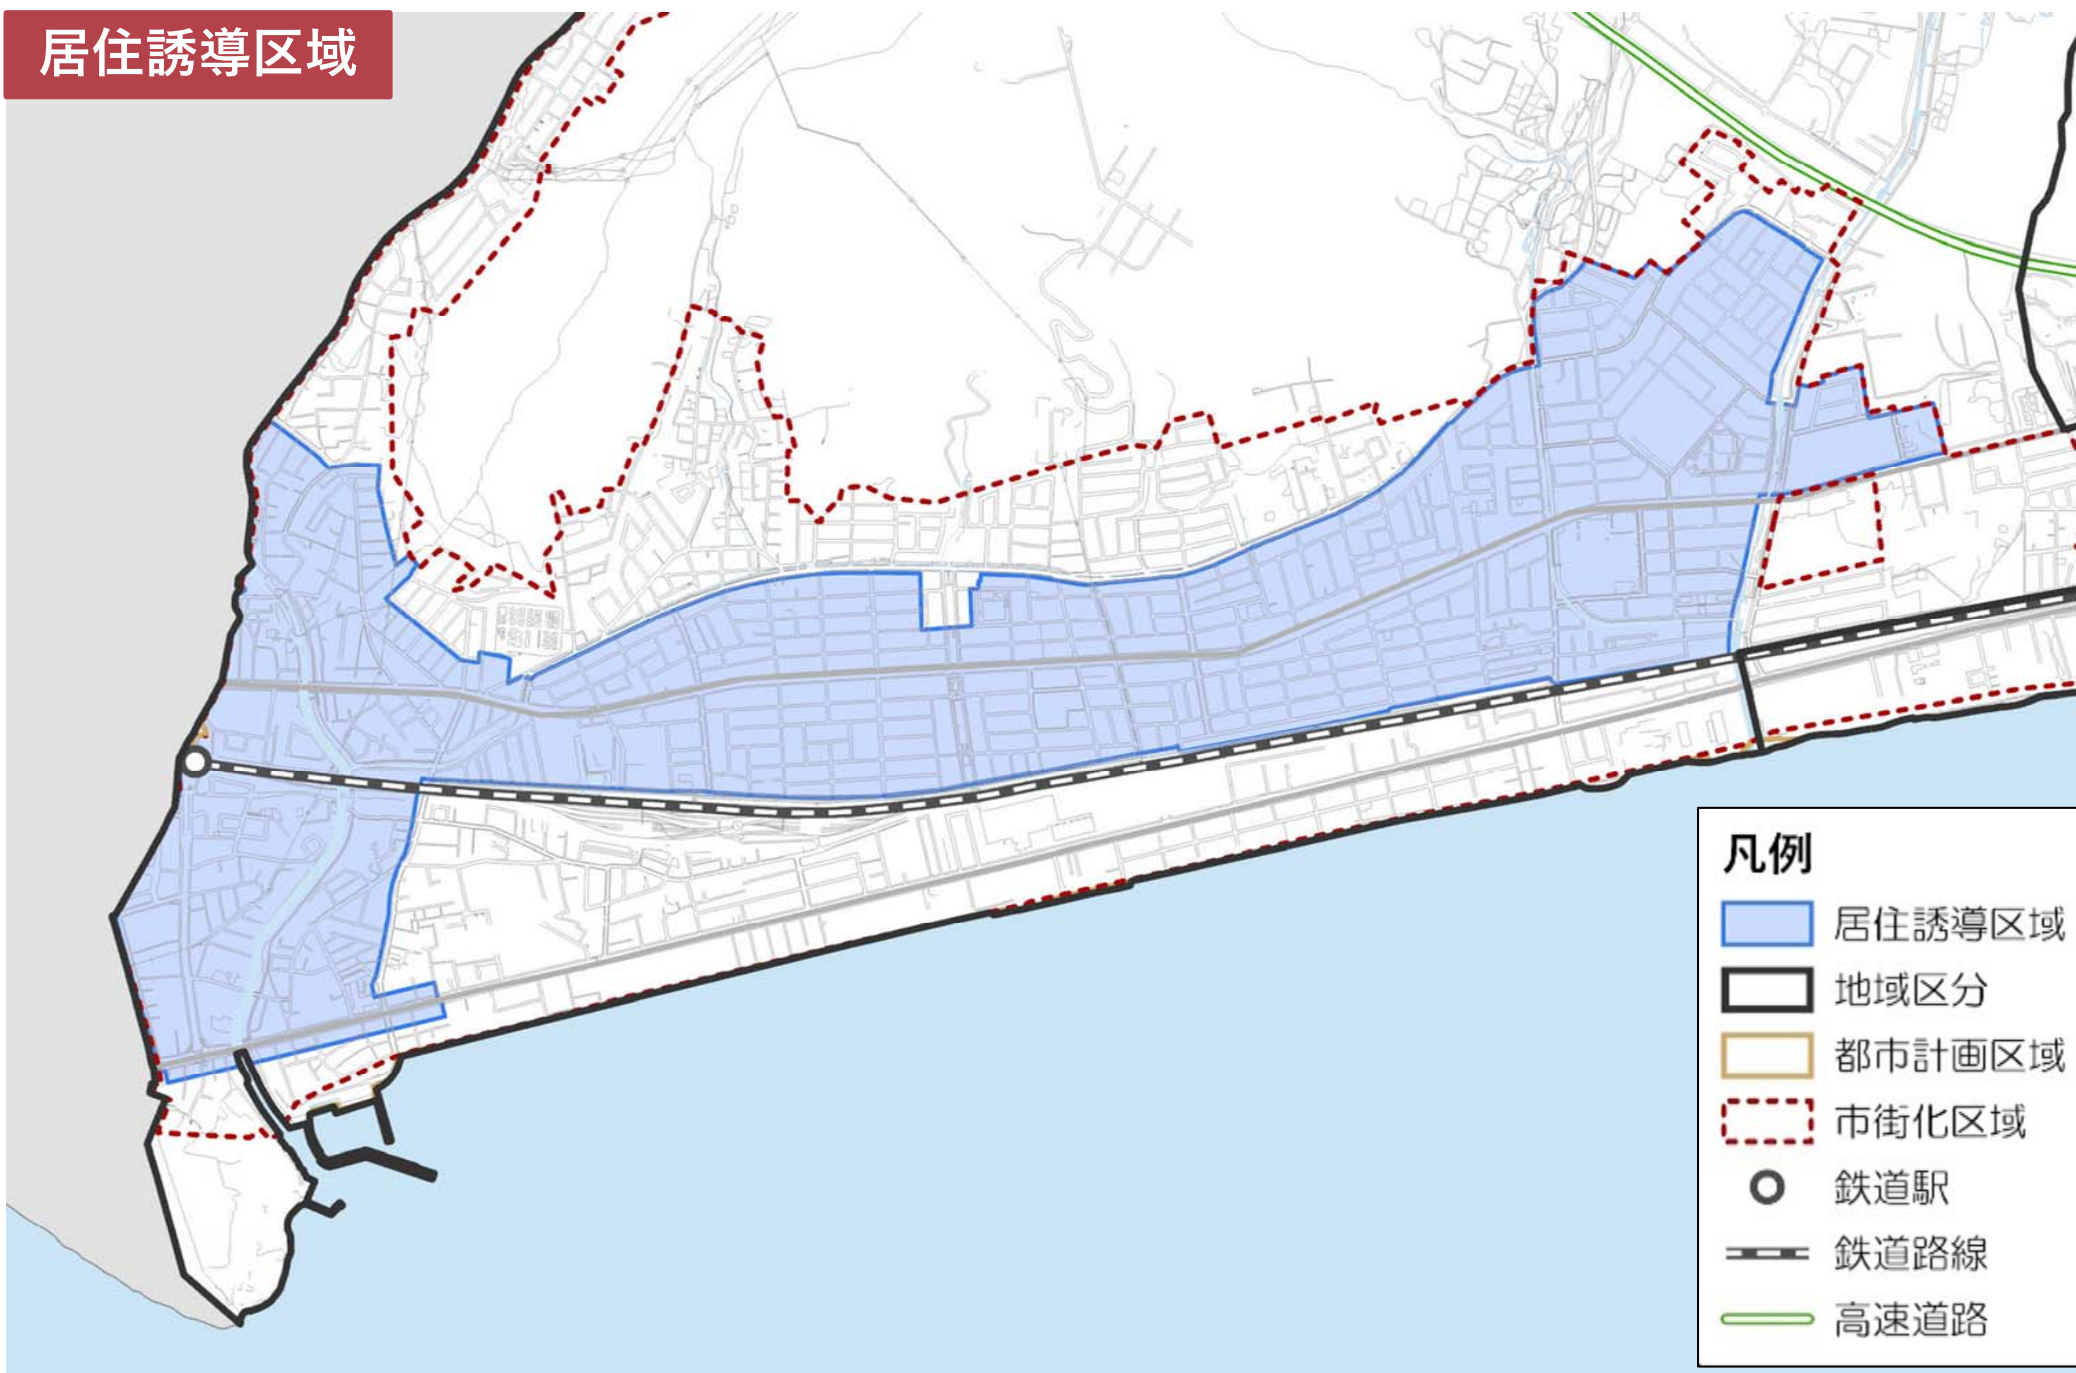 居住誘導区域
凡例
居住誘導区域
地域区分
都市計画区域
市街化区域
鉄道駅
鉄道路線
高速道路